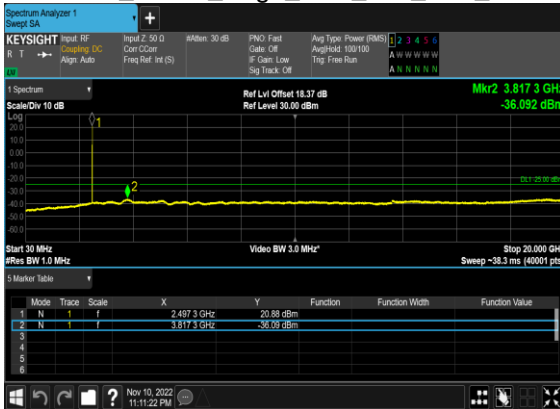 Spectrum Analyzer 1
Swept SA
KEYSIGHT Input: RF Input Z: 50 Ω #Atten: 30 dB PNO: Fast Avg Type: Power (RMS) 1 2 3 4 5 6
R T Coupling: DC Corr CCorr Gate: Off Avg|Hold: 100/100 A W W W W W
Align: Auto Freq Ref: Int (S) IF Gain: Low Trig: Free Run
Sig Track: Off A N N N N N
LXI
1 Spectrum Ref Lvl Offset 18.37 dB Mkr2 3.817 3 GHz
Scale/Div 10 dB Ref Level 30.00 dBm -36.092 dBm
Log
20.0
10.0
0.00
-10.0
-20.0
-30.0
-40.0
-50.0
-60.0
1
2
DL1 -25.00 dBm
Start 30 MHz Video BW 3.0 MHz* Stop 20.000 GHz
#Res BW 1.0 MHz Sweep ~38.3 ms (40001 pts)
5 Marker Table
Mode Trace Scale X Y Function Function Width Function Value
1 N 1 f 2.497 3 GHz 20.88 dBm
2 N 1 f 3.817 3 GHz -36.09 dBm
3
4
5
6
Nov 10, 2022
11:11:22 PM